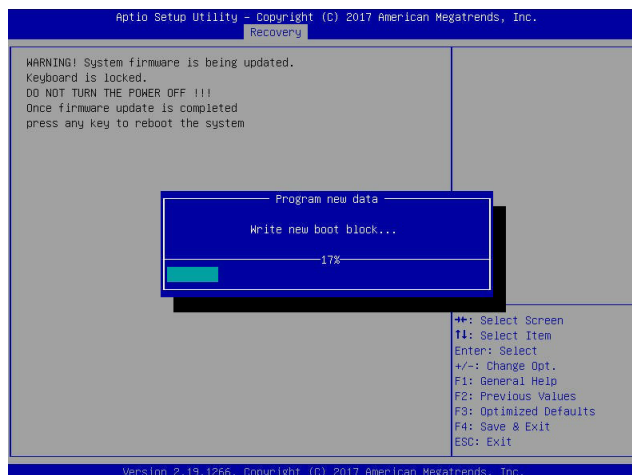 Aptio Setup Utility – Copyright (C) 2017 American Megatrends, Inc.
Recovery
WARNING! System firmware is being updated.
Keyboard is locked.
DO NOT TURN THE POWER OFF !!!
Once firmware update is completed
press any key to reboot the system
Program new data
Write new boot block...
17%
→←: Select Screen
↑↓: Select Item
Enter: Select
+/-: Change Opt.
F1: General Help
F2: Previous Values
F3: Optimized Defaults
F4: Save & Exit
ESC: Exit
Version 2.19.1266. Copyright (C) 2017 American Megatrends, Inc.